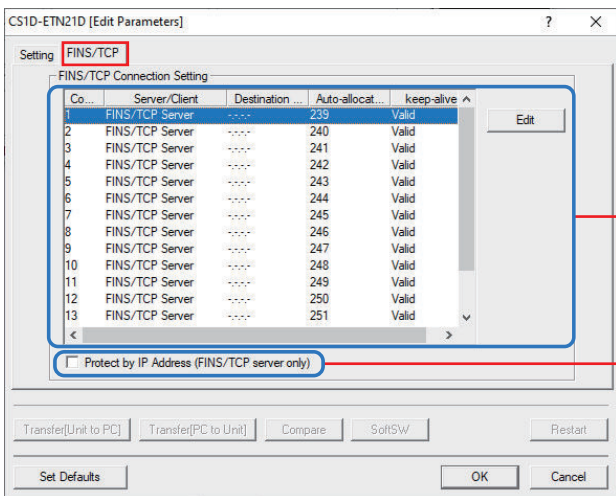 CS1D-ETN21D [Edit Parameters] ? ×
Setting FINS/TCP
FINS/TCP Connection Setting
Co... Server/Client Destination ... Auto-allocat... keep-alive
1 FINS/TCP Server -.-.-.- 239 Valid
Edit
2 FINS/TCP Server -.-.-.- 240 Valid
3 FINS/TCP Server -.-.-.- 241 Valid
4 FINS/TCP Server -.-.-.- 242 Valid
5 FINS/TCP Server -.-.-.- 243 Valid
6 FINS/TCP Server -.-.-.- 244 Valid
7 FINS/TCP Server -.-.-.- 245 Valid
8 FINS/TCP Server -.-.-.- 246 Valid
9 FINS/TCP Server -.-.-.- 247 Valid
10 FINS/TCP Server -.-.-.- 248 Valid
11 FINS/TCP Server -.-.-.- 249 Valid
12 FINS/TCP Server -.-.-.- 250 Valid
13 FINS/TCP Server -.-.-.- 251 Valid
Protect by IP Address (FINS/TCP server only)
Transfer[Unit to PC] Transfer[PC to Unit] Compare SoftSW Restart
Set Defaults OK Cancel